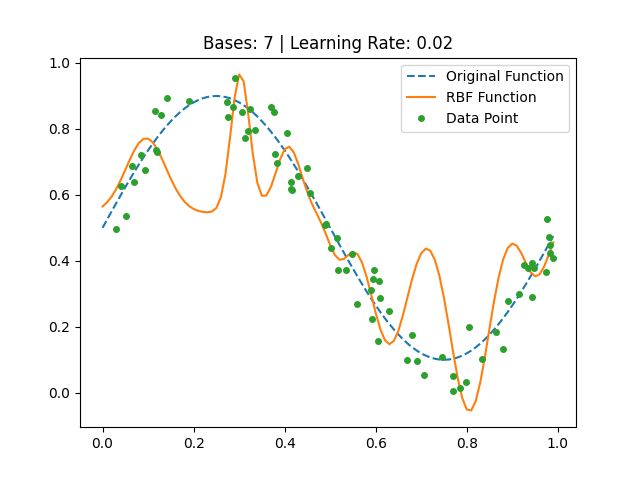 Bases: 7 | Learning Rate: 0.02
Original Function
RBF Function
Data Point
1.0
0.8
0.6
0.4
0.2
0.0
0.0 0.2 0.4 0.6 0.8 1.0